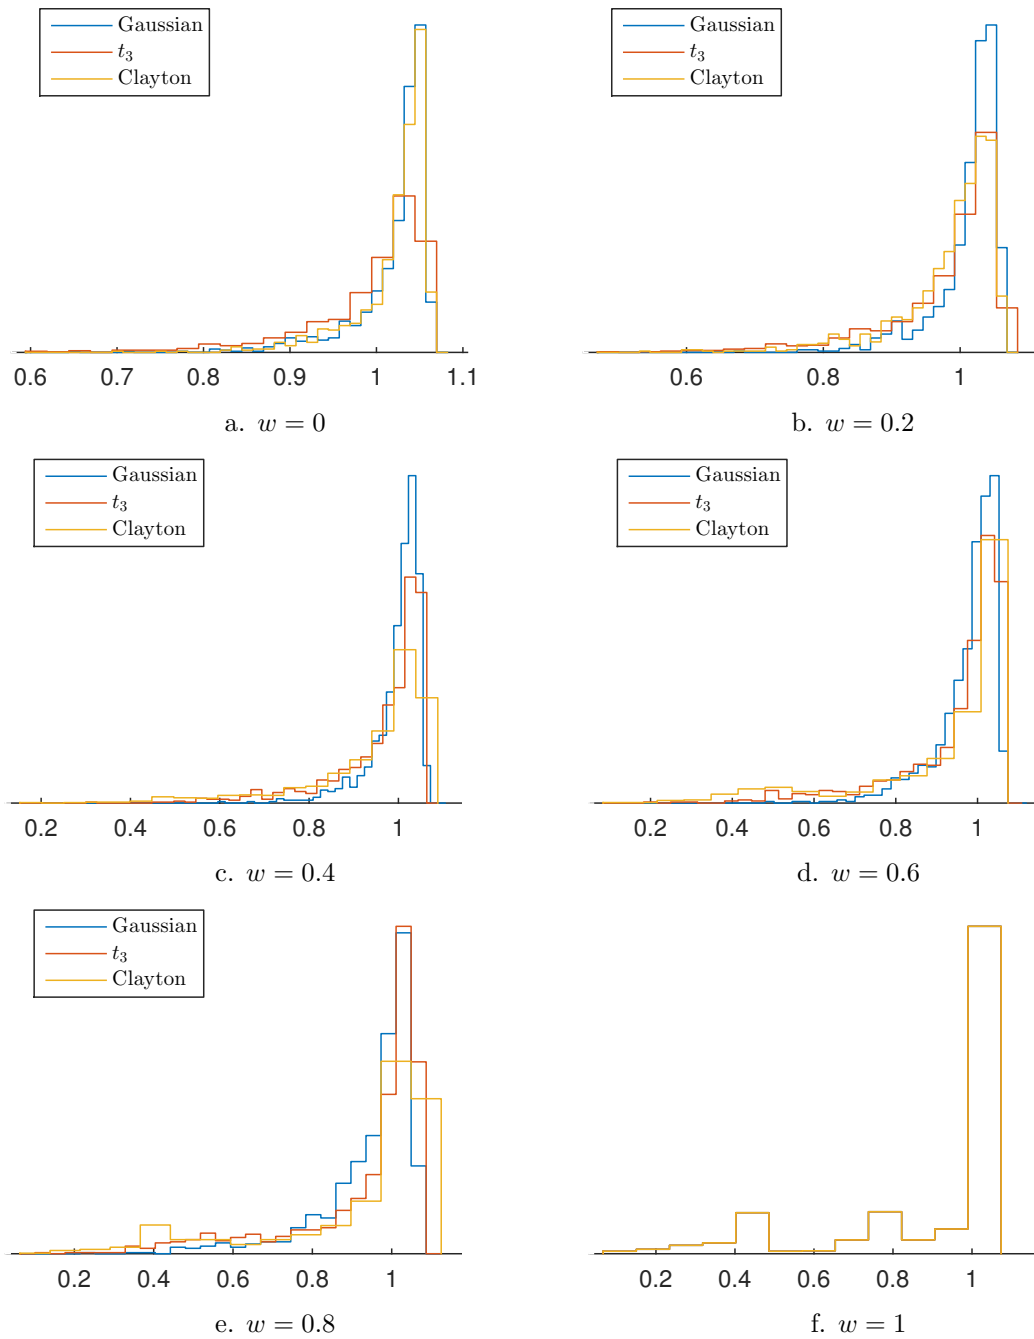 Gaussian
t₃
Clayton
0.6 0.7 0.8 0.9 1 1.1
a. w = 0
Gaussian
t₃
Clayton
0.6 0.8 1
b. w = 0.2
Gaussian
t₃
Clayton
0.2 0.4 0.6 0.8 1
c. w = 0.4
Gaussian
t₃
Clayton
0.2 0.4 0.6 0.8 1
d. w = 0.6
Gaussian
t₃
Clayton
0.2 0.4 0.6 0.8 1
e. w = 0.8
0.2 0.4 0.6 0.8 1
f. w = 1